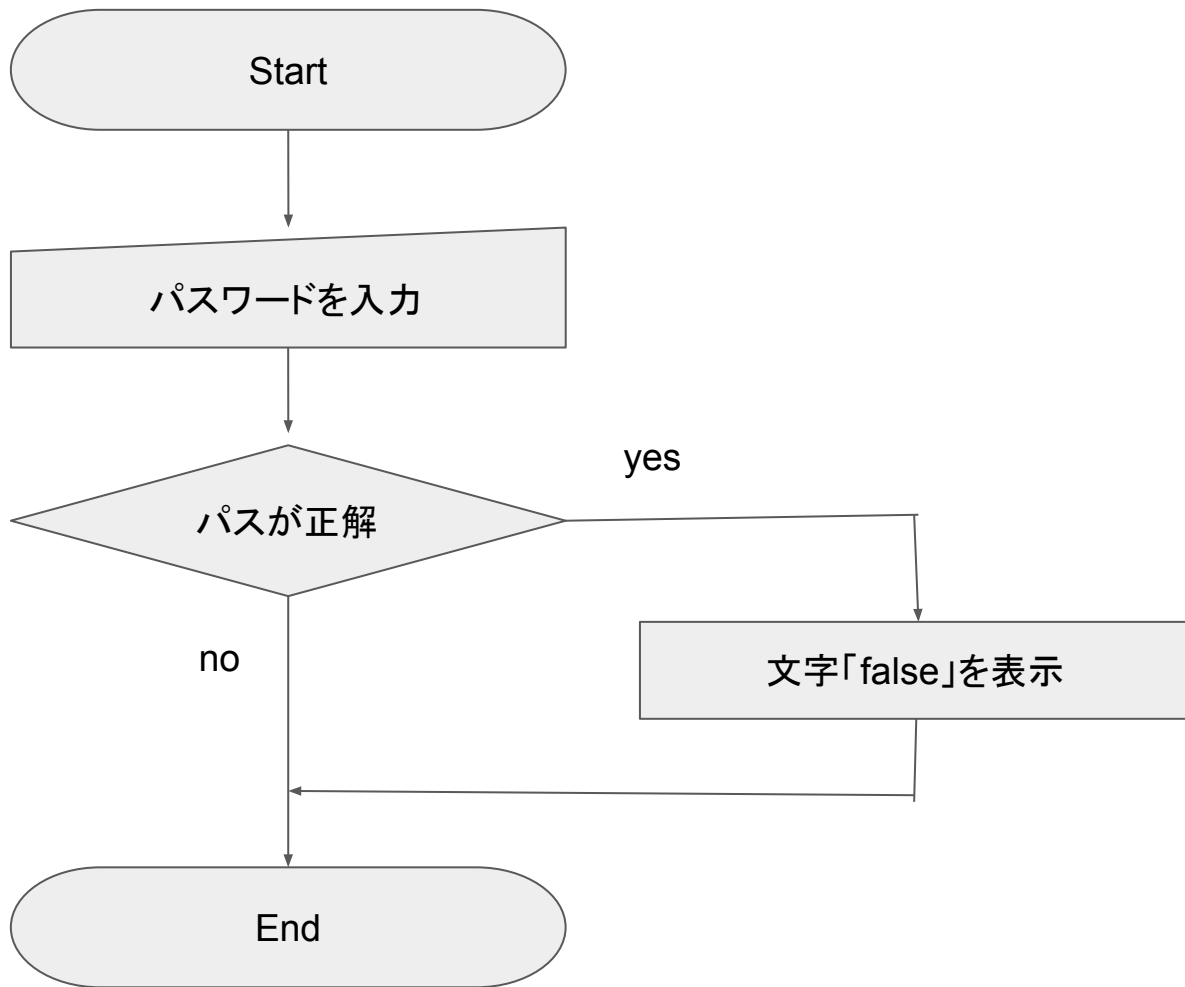 Start
パスワードを入力
パスが正解
yes
no
文字「false」を表示
End